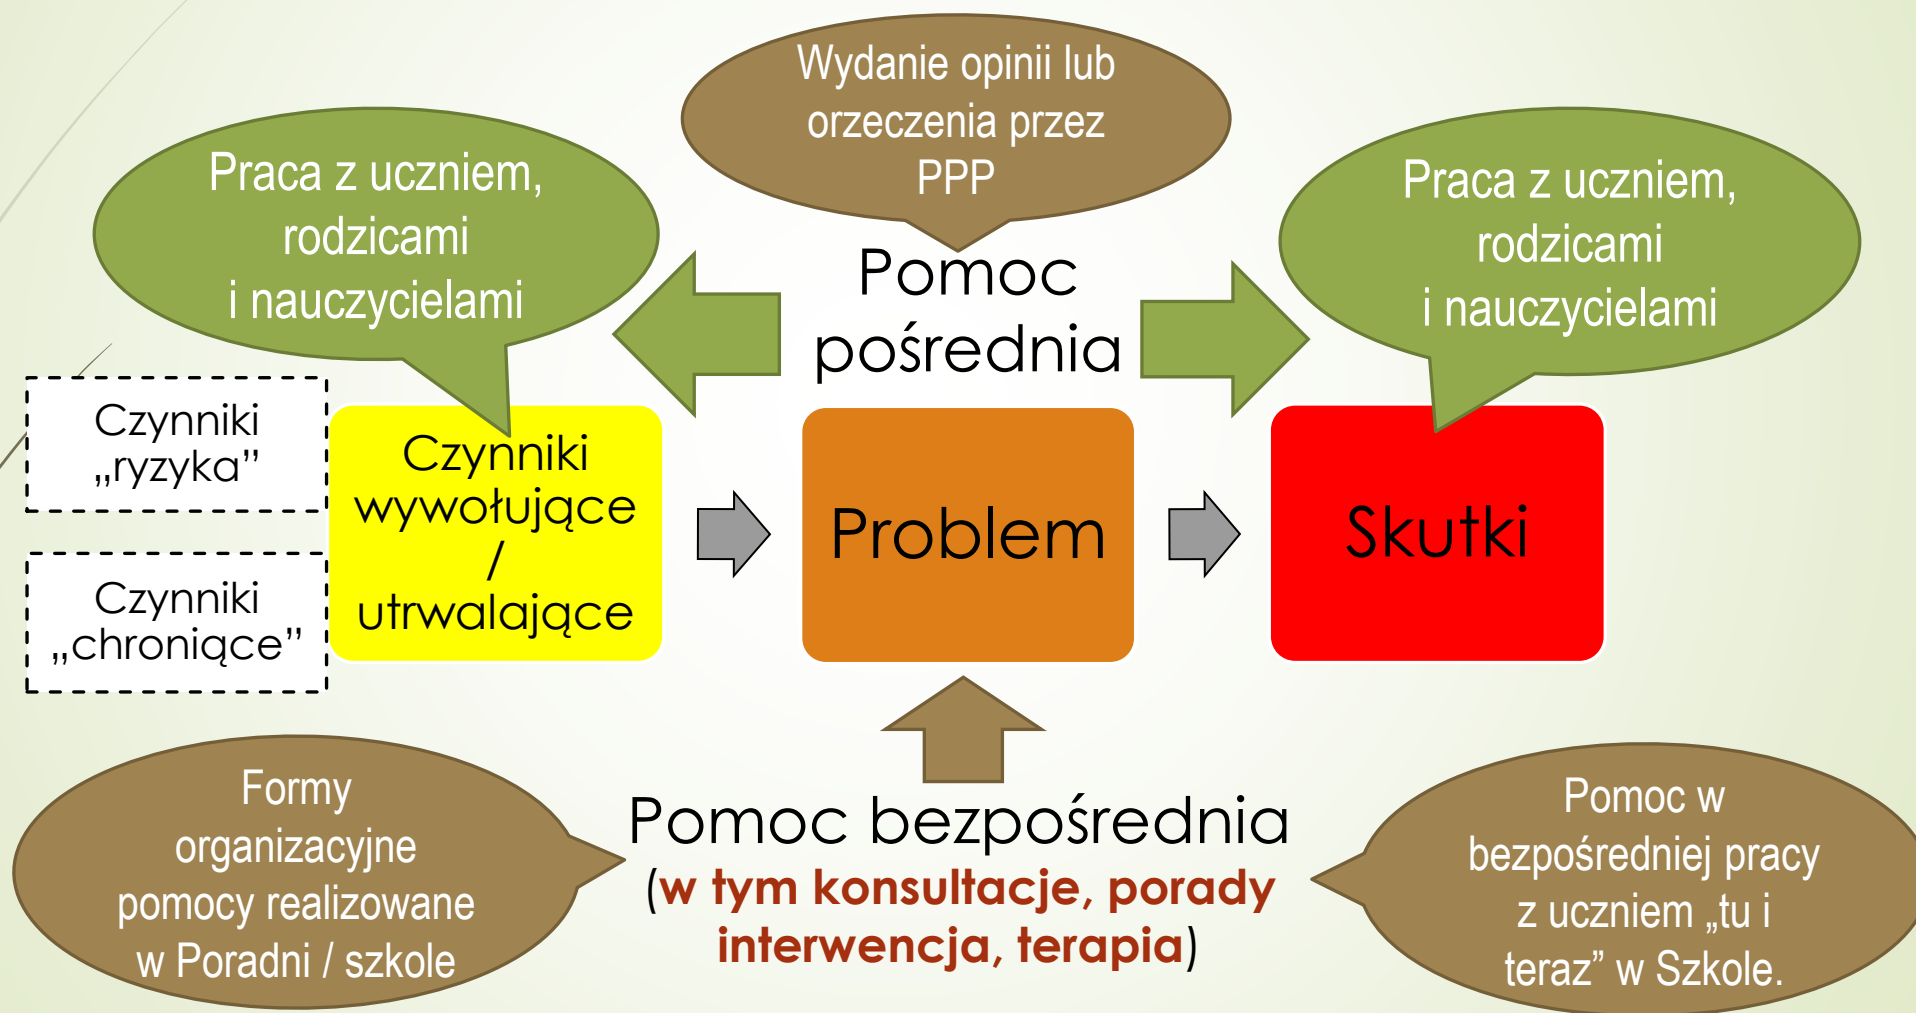 Wydanie opinii lub
orzeczenia przez
PPP
Praca z uczniem,
rodzicami
i nauczycielami
Praca z uczniem,
rodzicami
i nauczycielami
Pomoc
pośrednia
Czynniki
„ryzyka”
Czynniki
„chroniące”
Czynniki
wywołujące
/
utrwalające
Problem
Skutki
Formy
organizacyjne
pomocy realizowane
w Poradni / szkole
Pomoc bezpośrednia
(w tym konsultacje, porady
interwencja, terapia)
Pomoc w
bezpośredniej pracy
z uczniem „tu i
teraz” w Szkole.